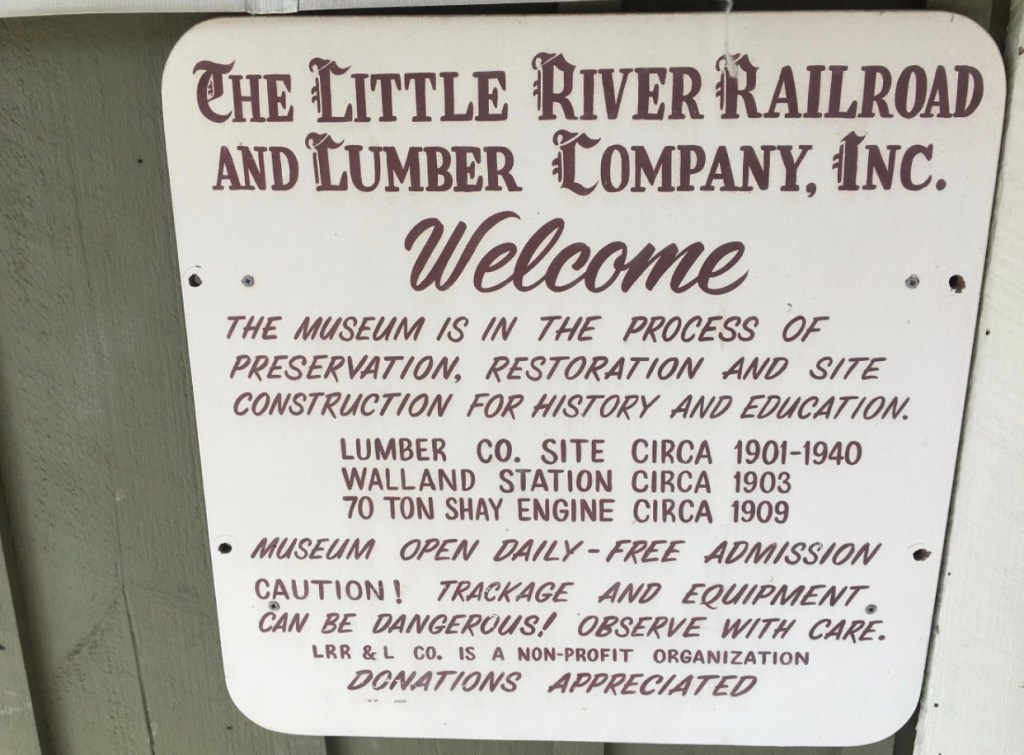 THE LITTLE RIVER RAILROAD
AND LUMBER COMPANY, INC.
Welcome
THE MUSEUM IS IN THE PROCESS OF
PRESERVATION, RESTORATION AND SITE
CONSTRUCTION FOR HISTORY AND EDUCATION.
LUMBER CO. SITE CIRCA 1901-1940
WALLAND STATION CIRCA 1903
70 TON SHAY ENGINE CIRCA 1909
MUSEUM OPEN DAILY - FREE ADMISSION
CAUTION! TRACKAGE AND EQUIPMENT
CAN BE DANGEROUS! OBSERVE WITH CARE.
LRR & L CO. IS A NON-PROFIT ORGANIZATION
DONATIONS APPRECIATED